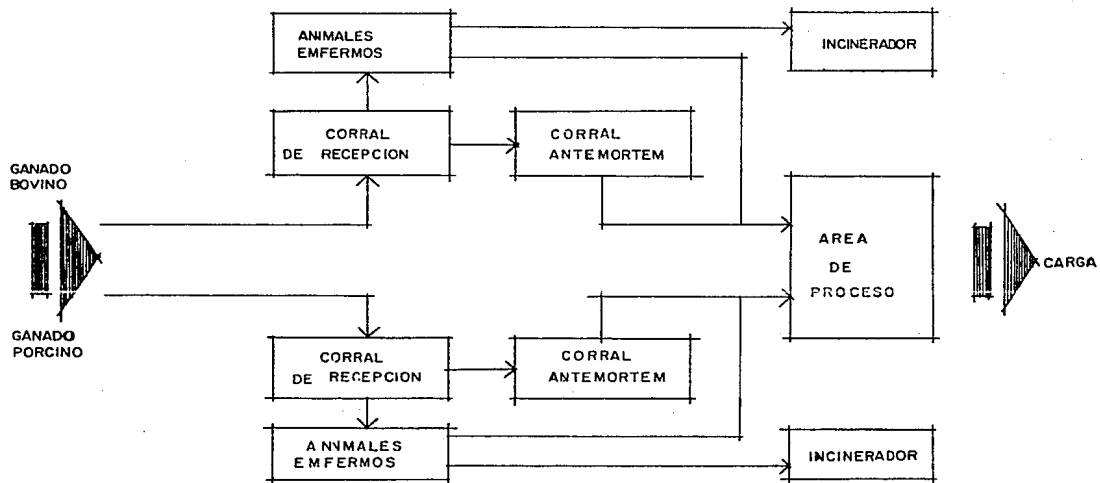 ANIMALES
EMFERMOS
INCINERADOR
CORRAL
DE RECEPCION
CORRAL
ANTEMORTEM
GANADO
BOVINO
AREA
DE
PROCESO
CARGA
GANADO
PORCINO
CORRAL
DE RECEPCION
CORRAL
ANTEMORTEM
ANIMALES
EMFERMOS
INCINERADOR